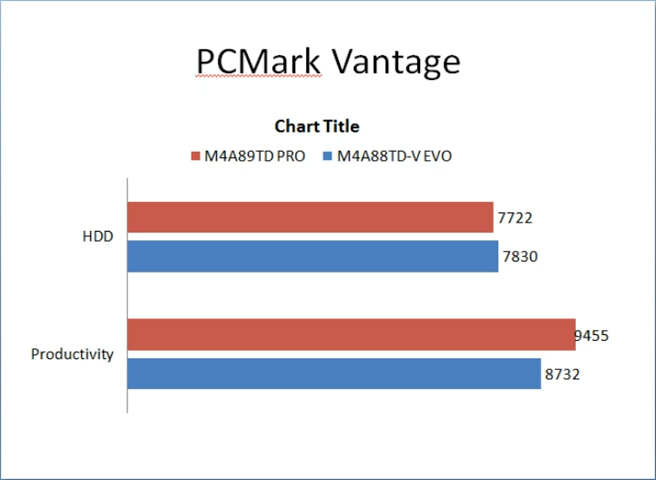 PCMark Vantage
Chart Title
M4A89TD PRO M4A88TD-V EVO
HDD
7722
7830
Productivity
9455
8732